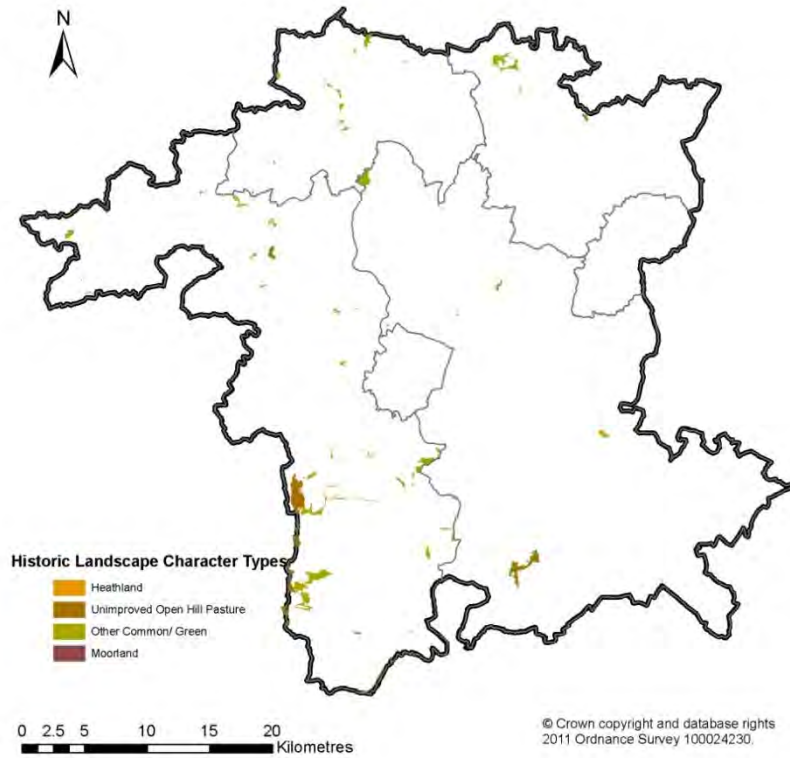 N
Historic Landscape Character Types
Heathland
Unimproved Open Hill Pasture
Other Common/ Green
Moorland
0 2.5 5 10 15 20
Kilometres
© Crown copyright and database rights
2011 Ordnance Survey 100024230.